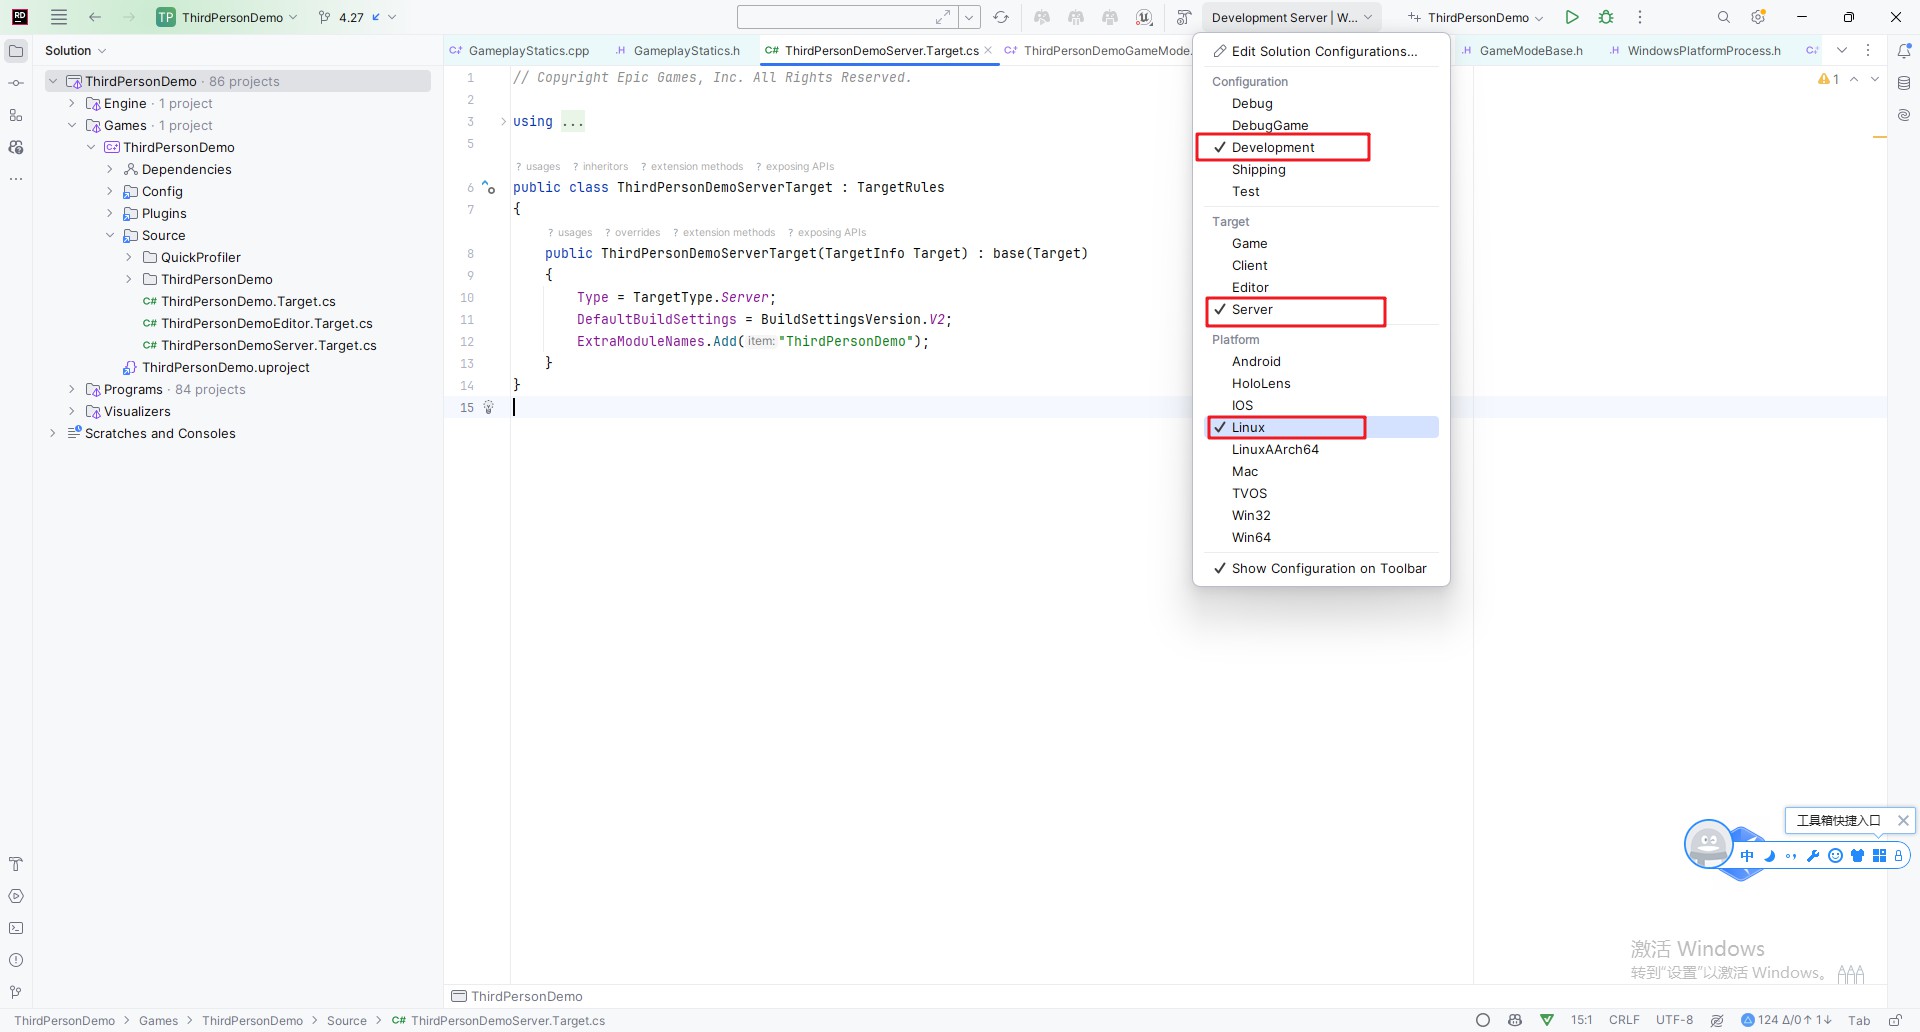 RD
TP ThirdPersonDemo
4.27
Development Server | W...
ThirdPersonDemo
Solution
GameplayStatics.cpp
.H GameplayStatics.h
C# ThirdPersonDemoServer.Target.cs
ThirdPersonDemoGameMode.
.H GameModeBase.h
.H WindowsPlatformProcess.h
ThirdPersonDemo · 86 projects
Engine · 1 project
Games · 1 project
ThirdPersonDemo
Dependencies
Config
Plugins
Source
QuickProfiler
ThirdPersonDemo
C# ThirdPersonDemo.Target.cs
C# ThirdPersonDemoEditor.Target.cs
C# ThirdPersonDemoServer.Target.cs
ThirdPersonDemo.uproject
Programs · 84 projects
Visualizers
Scratches and Consoles
1 // Copyright Epic Games, Inc. All Rights Reserved.
2
3 using ...
5
? usages ? inheritors ? extension methods ? exposing APIs
6 public class ThirdPersonDemoServerTarget : TargetRules
7 {
? usages ? overrides ? extension methods ? exposing APIs
8 public ThirdPersonDemoServerTarget(TargetInfo Target) : base(Target)
9 {
10 Type = TargetType.Server;
11 DefaultBuildSettings = BuildSettingsVersion.V2;
12 ExtraModuleNames.Add( item: "ThirdPersonDemo");
13 }
14 }
15
1
Edit Solution Configurations...
Configuration
Debug
DebugGame
✓ Development
Shipping
Test
Target
Game
Client
Editor
✓ Server
Platform
Android
HoloLens
IOS
✓ Linux
LinuxAArch64
Mac
TVOS
Win32
Win64
✓ Show Configuration on Toolbar
工具箱快捷入口
中
激活 Windows
转到“设置”以激活 Windows。
ThirdPersonDemo
ThirdPersonDemo > Games > ThirdPersonDemo > Source > C# ThirdPersonDemoServer.Target.cs
15:1 CRLF UTF-8 124 Δ/0↑ 1↓ Tab